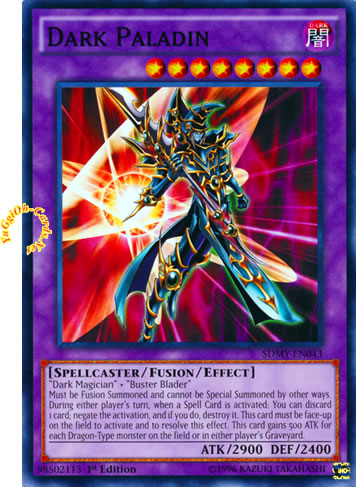 DARK PALADIN
DARK
闇
YuGiOh-Cards.Net
SDMY-EN043
[SPELLCASTER/FUSION/EFFECT]
"Dark Magician" + "Buster Blader"
Must be Fusion Summoned and cannot be Special Summoned by other ways.
During either player's turn, when a Spell Card is activated: You can discard
1 card; negate the activation, and if you do, destroy it. This card must be face-up
on the field to activate and to resolve this effect. This card gains 500 ATK for
each Dragon-Type monster on the field or in either player's Graveyard.
ATK/2900 DEF/2400
98502113 1st Edition ©1996 KAZUKI TAKAHASHI